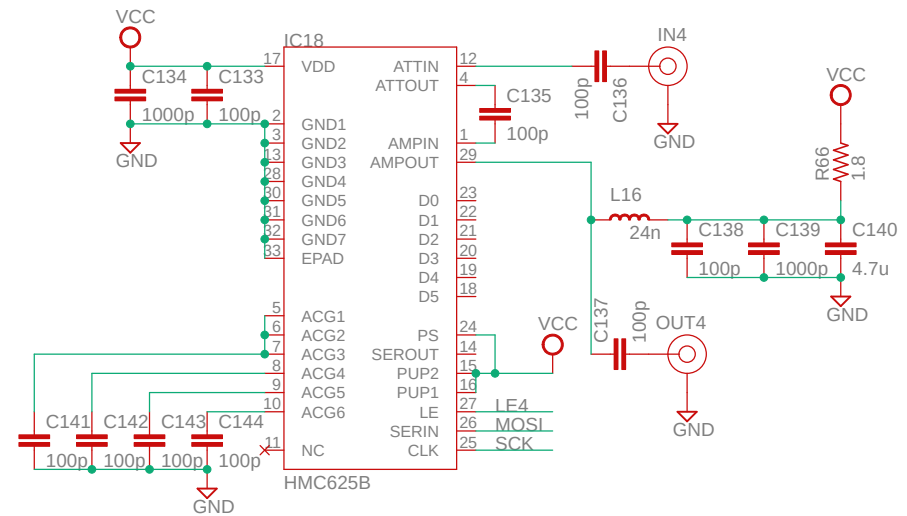 VCC
IC18
IN4
17 VDD ATTIN 12
C134 C133
4 ATTOUT
100p C136
C135
VCC
1000p 100p
100p
2 GND1
3 GND2 AMPIN 1
GND
GND
13 GND3 AMPOUT 29
R66 1.8
28 GND4
30 GND5 D0 23
L16
31 GND6 D1 22
24n
C138 C139 C140
32 GND7 D2 21
33 EPAD D3 20
100p 1000p 4.7u
D4 19
D5 18
5 ACG1
GND
C137 100p
VCC OUT4
6 ACG2 PS 24
7 ACG3 SEROUT 14
8 ACG4 PUP2 15
9 ACG5 PUP1 16
10 ACG6 LE 27 LE4
C141 C142 C143 C144
SERIN 26 MOSI
GND
11 NC CLK 25 SCK
100p 100p 100p 100p
HMC625B
GND